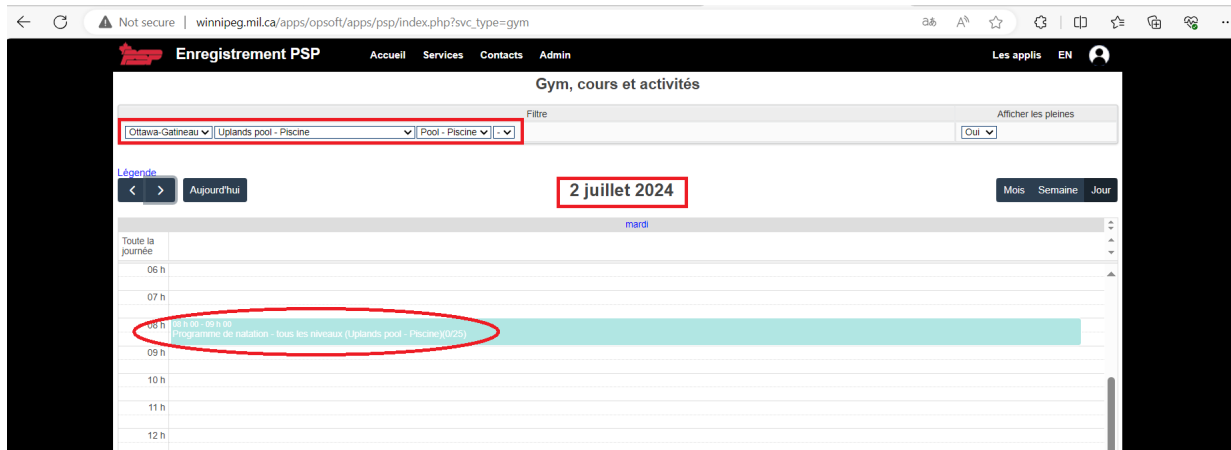 Not secure | winnipeg.mil.ca/apps/opsoft/apps/psp/index.php?svc_type=gym
Enregistrement PSP Accueil Services Contacts Admin Les applis EN
Gym, cours et activités
Filtre Afficher les pleines
Ottawa-Gatineau Uplands pool - Piscine Pool - Piscine - Oui
Légende
Aujourd'hui 2 juillet 2024 Mois Semaine Jour
mardi
Toute la
journée
06 h
07 h
08 h 08 h 00 - 09 h 00
Programme de natation - tous les niveaux (Uplands pool - Piscine)(0/25)
09 h
10 h
11 h
12 h